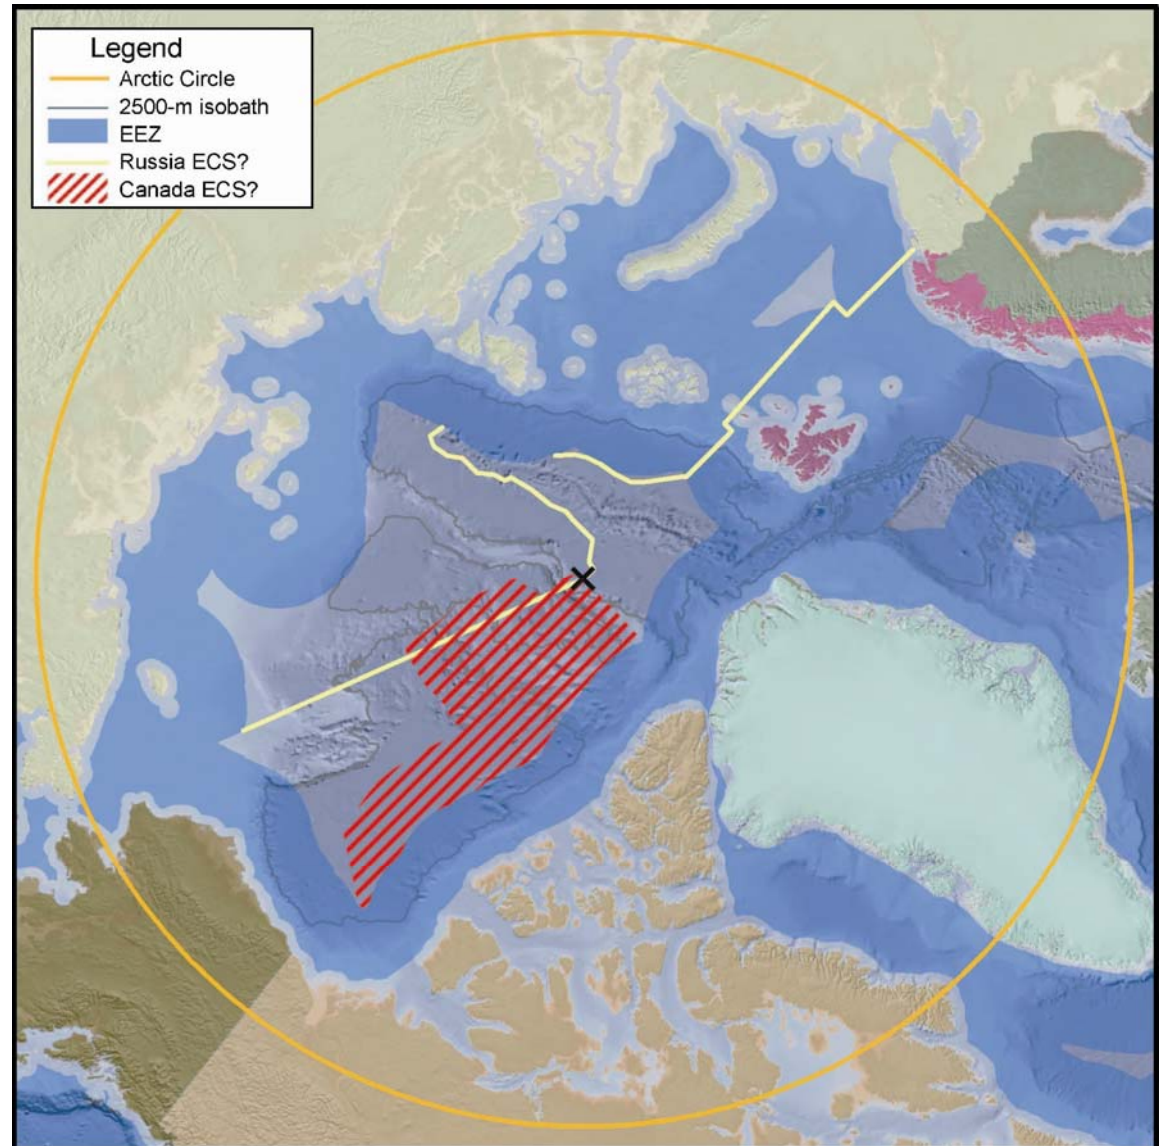 Legend
Arctic Circle
2500-m isobath
EEZ
Russia ECS?
Canada ECS?